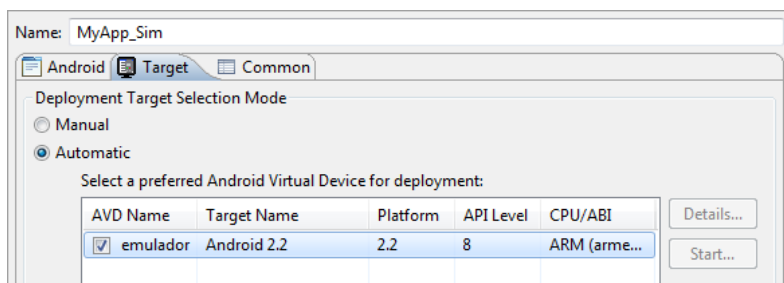 Name: MyApp_Sim
Android Target Common
Deployment Target Selection Mode
Manual
Automatic
Select a preferred Android Virtual Device for deployment:
AVD Name Target Name Platform API Level CPU/ABI Details...
emulador Android 2.2 2.2 8 ARM (arme... Start...